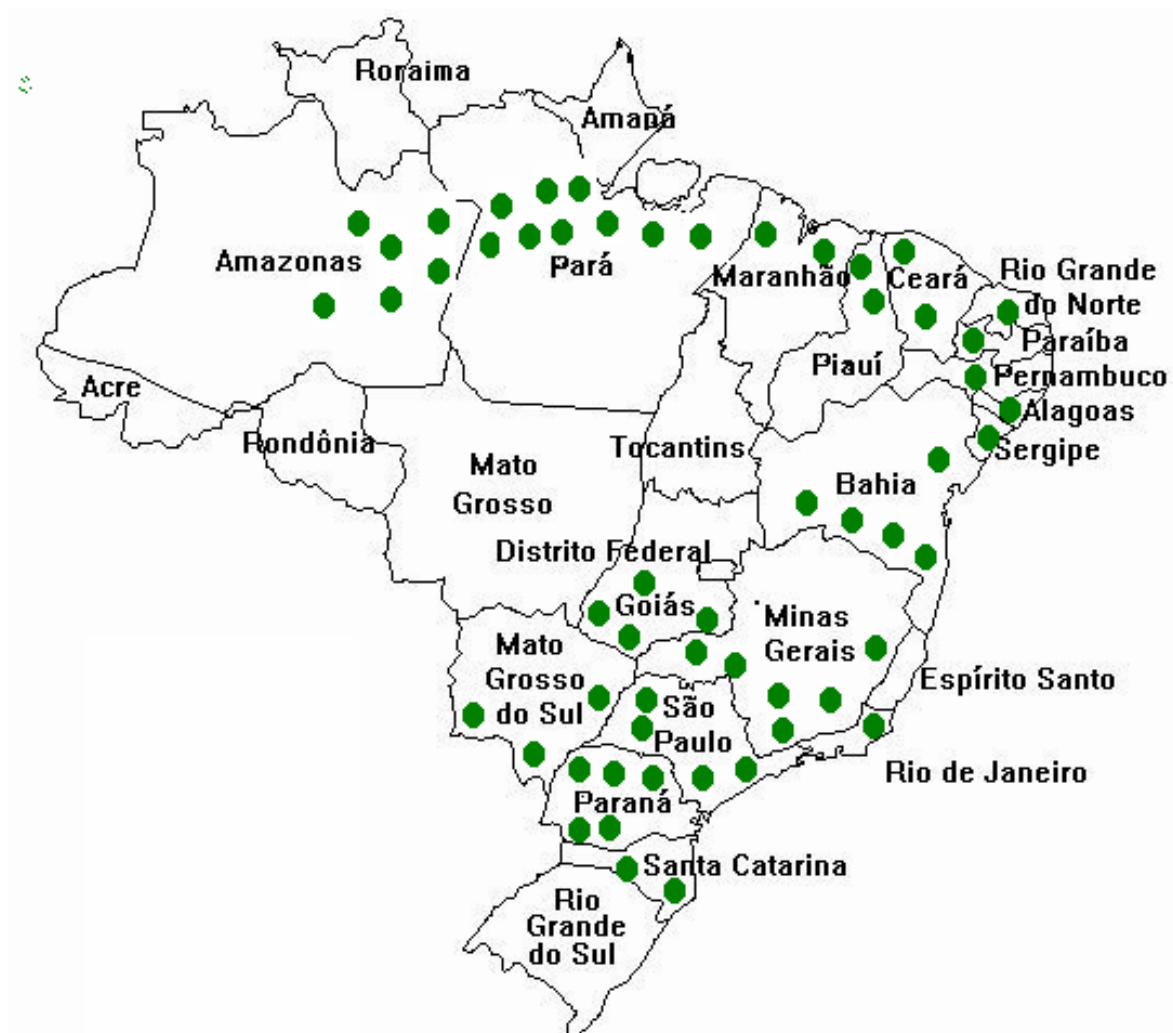 Roraima
Amapá
Amazonas
Pará
Maranhão
Ceará
Rio Grande
do Norte
Paraíba
Piauí
Pernambuco
Acre
Alagoas
Rondônia
Tocantins
Sergipe
Mato
Grosso
Bahia
Distrito Federal
Goiás
Minas
Gerais
Mato
Grosso
do Sul
Espírito Santo
São
Paulo
Rio de Janeiro
Paraná
Santa Catarina
Rio
Grande
do Sul